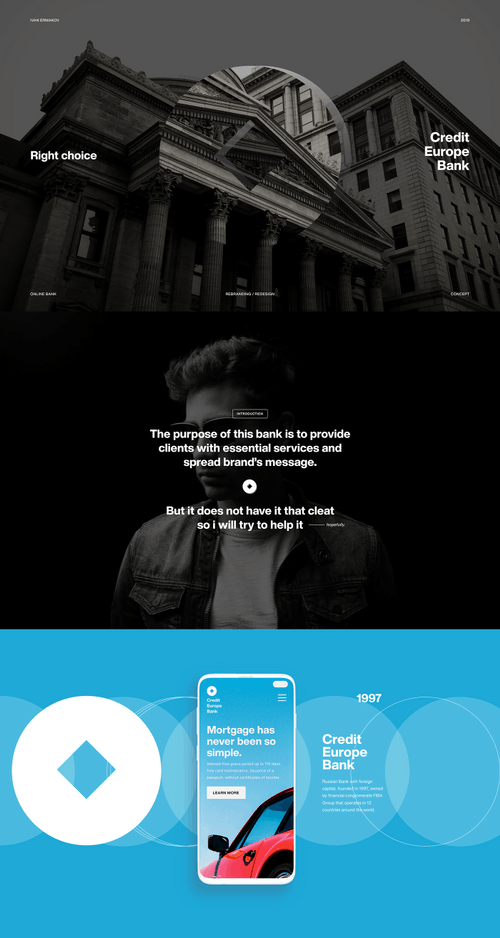 IVAN ERMAKOV
2019
Right choice
Credit
Europe
Bank
ONLINE BANK
REBRANDING / REDESIGN
CONCEPT
INTRODUCTION
The purpose of this bank is to provide
clients with essential services and
spread brand's message.
But it does not have it that cleat
so i will try to help it
hopefully.
Credit
Europe
Bank
Mortgage has
never been so
simple.
LEARN MORE
1997
Credit
Europe
Bank
Russian Bank with foreign
capital, founded in 1997, owned
by financial conglomerate FIBA
Group that operates in 12
countries around the world.